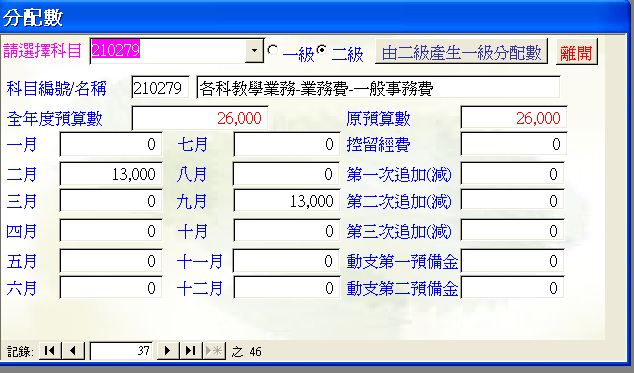 分配數
請選擇科目 210279 一級 二級 由二級產生一級分配數 離開
科目編號/名稱 210279 各科教學業務-業務費-一般事務費
全年度預算數 26,000 原預算數 26,000
一月 0 七月 0 控留經費 0
二月 13,000 八月 0 第一次追加(減) 0
三月 0 九月 13,000 第二次追加(減) 0
四月 0 十月 0 第三次追加(減) 0
五月 0 十一月 0 動支第一預備金 0
六月 0 十二月 0 動支第二預備金 0
記錄: 37 之 46